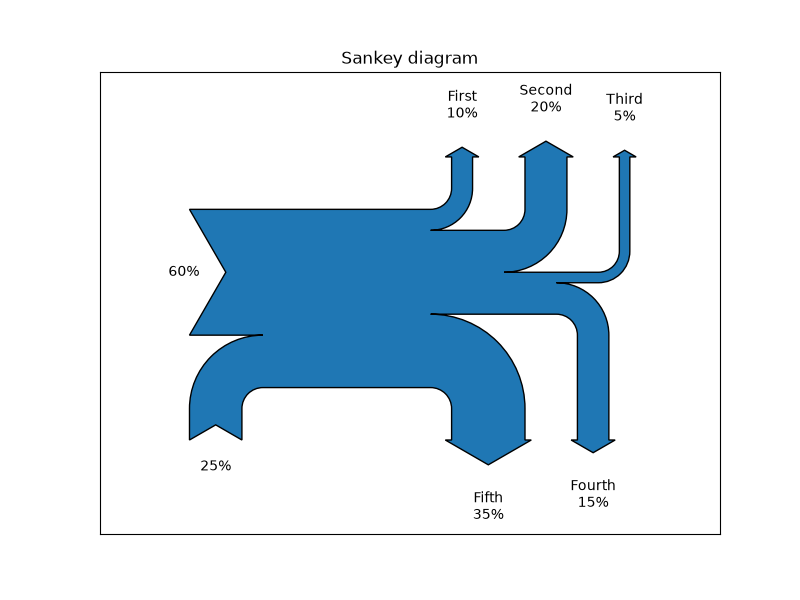 Sankey diagram
First
10%
Second
20%
Third
5%
60%
25%
Fifth
35%
Fourth
15%